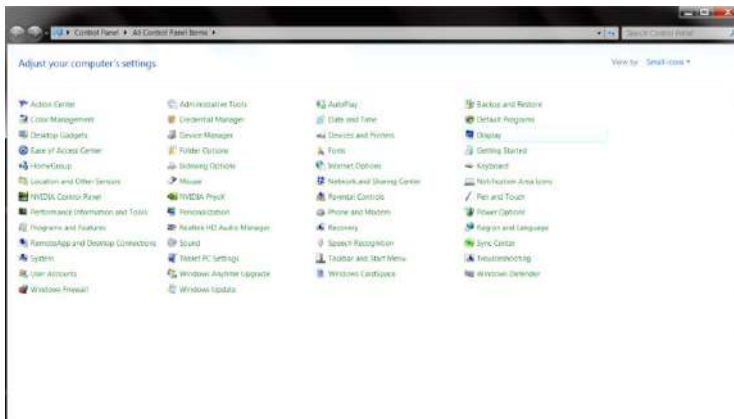 Control Panel ▸ All Control Panel Items ▸
Search Control Panel
Adjust your computer's settings
View by: Small icons
Action Center
Administrative Tools
AutoPlay
Backup and Restore
Color Management
Credential Manager
Date and Time
Default Programs
Desktop Gadgets
Device Manager
Devices and Printers
Display
Ease of Access Center
Folder Options
Fonts
Getting Started
HomeGroup
Indexing Options
Internet Options
Keyboard
Location and Other Sensors
Mouse
Network and Sharing Center
Notification Area Icons
NVIDIA Control Panel
NVIDIA PhysX
Parental Controls
Pen and Touch
Performance Information and Tools
Personalization
Phone and Modem
Power Options
Programs and Features
Realtek HD Audio Manager
Recovery
Region and Language
RemoteApp and Desktop Connections
Sound
Speech Recognition
Sync Center
System
Tablet PC Settings
Taskbar and Start Menu
Troubleshooting
User Accounts
Windows Anytime Upgrade
Windows CardSpace
Windows Defender
Windows Firewall
Windows Update